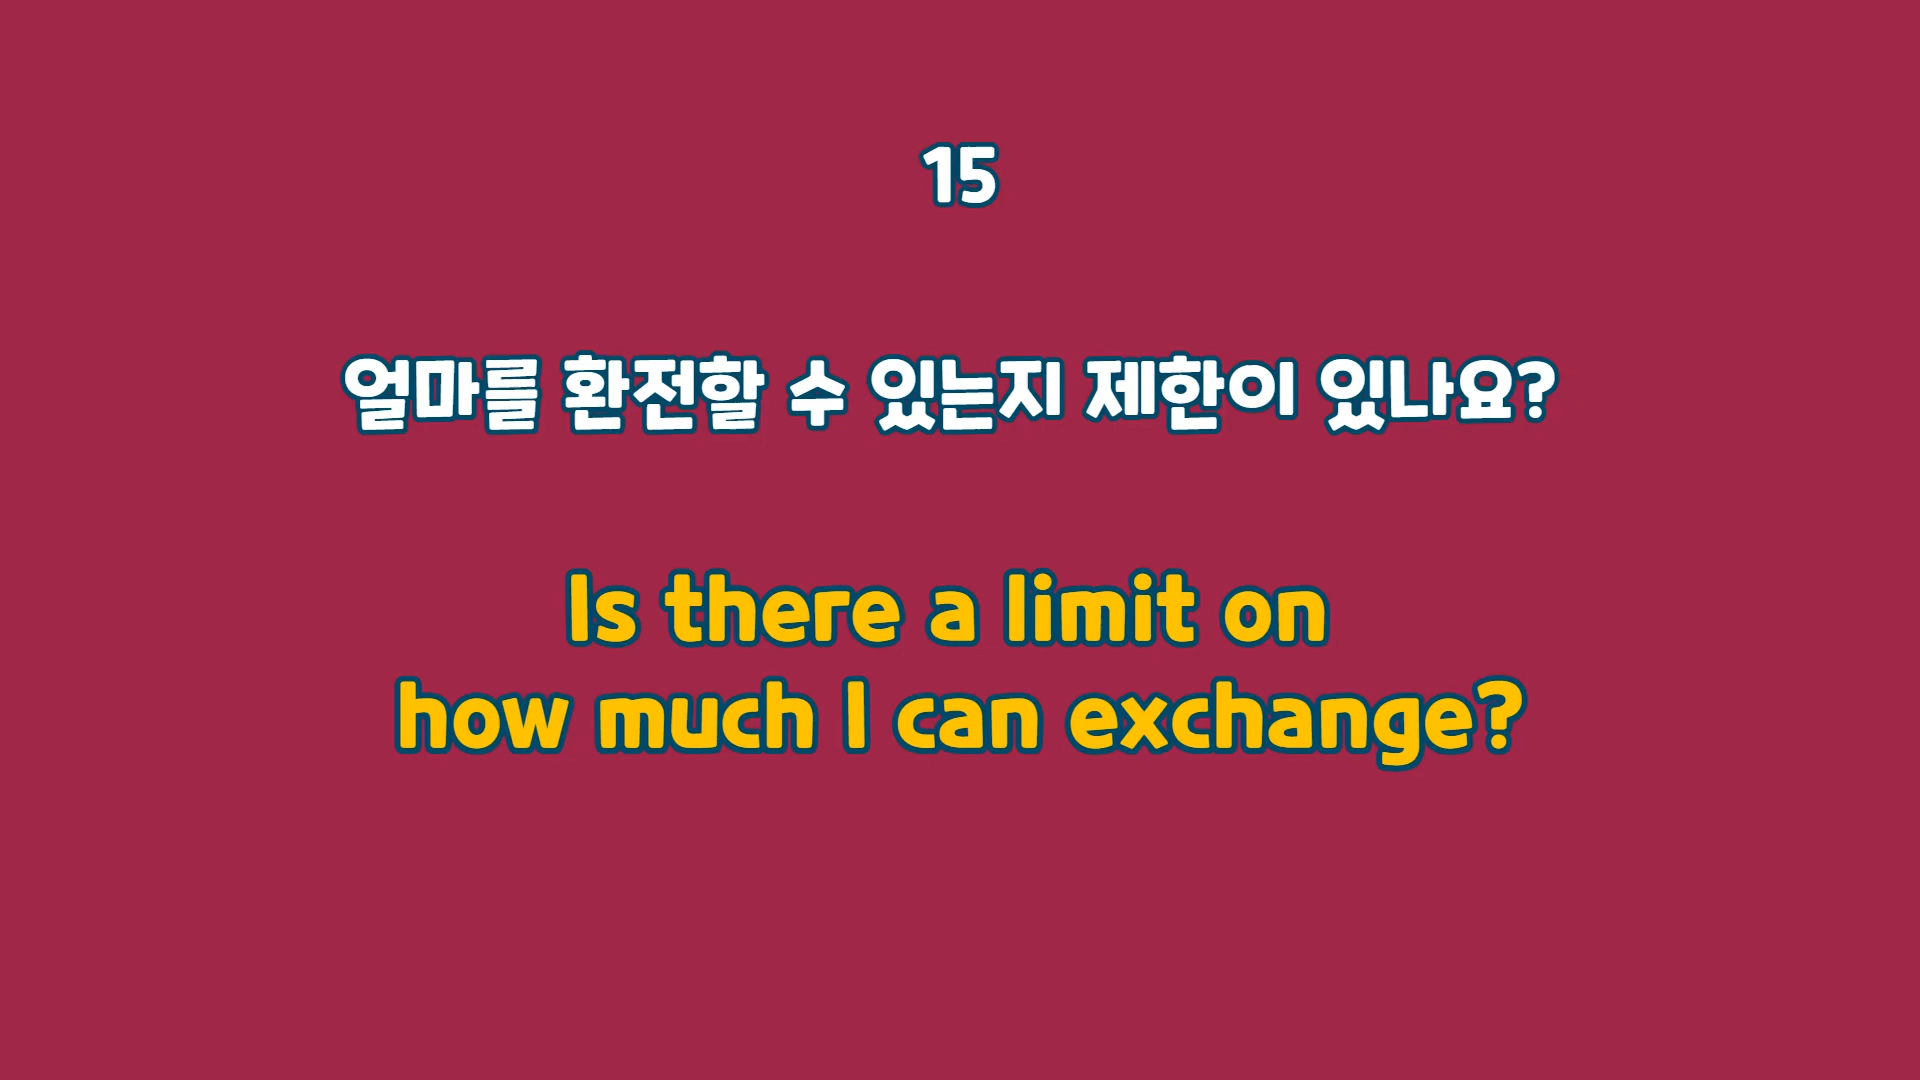 15
얼마를 환전할 수 있는지 제한이 있나요?
Is there a limit on
how much I can exchange?